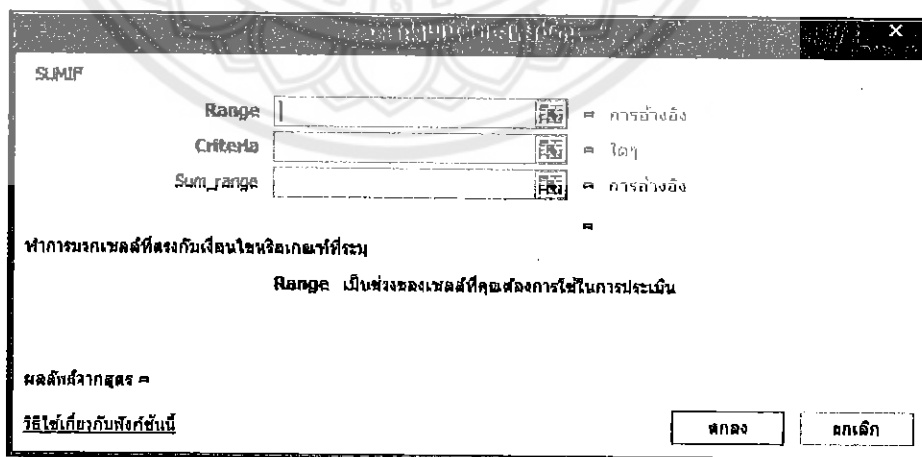 SUMIF
Range = การอ้างอิง
Criteria = ใดๆ
Sum_range = การอ้างอิง
=
ทำการบวกเซลล์ที่ตรงกับเงื่อนไขหรือเกณฑ์ที่ระบุ
Range เป็นช่วงของเซลล์ที่คุณต้องการใช้ในการประเมิน
ผลลัพธ์จากสูตร =
วิธีใช้เกี่ยวกับฟังก์ชันนี้
ตกลง ยกเลิก